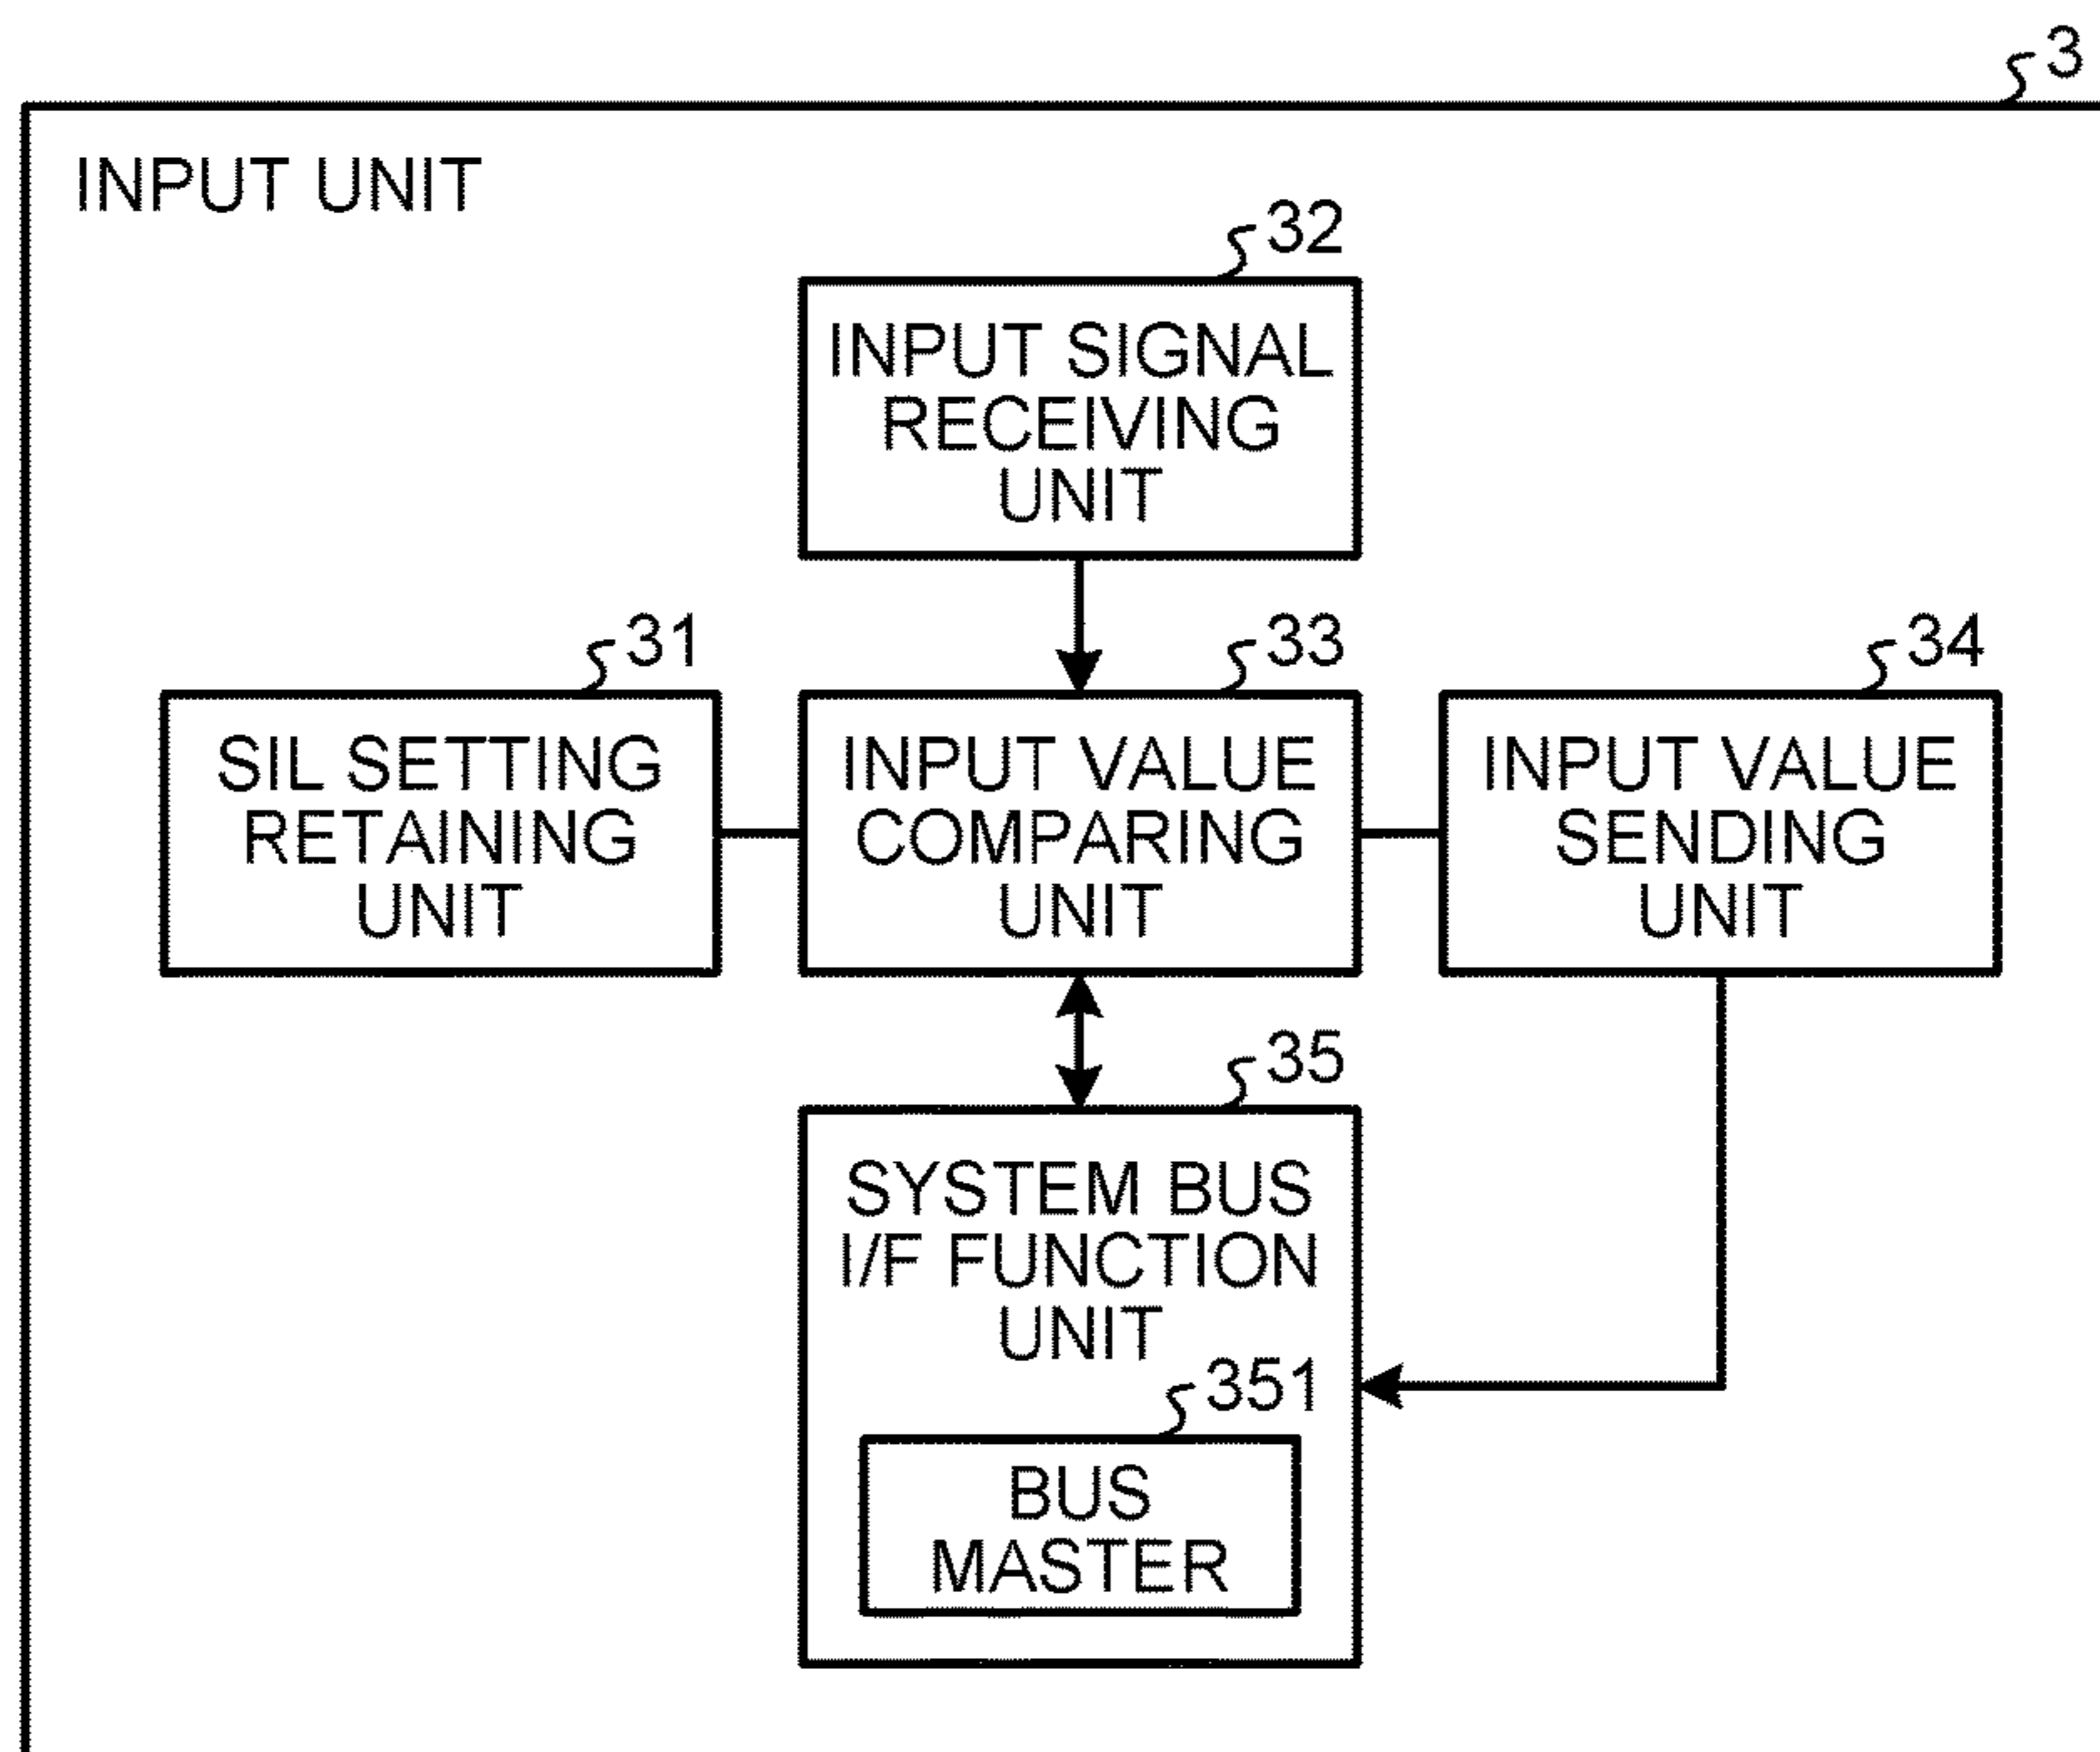 3
INPUT UNIT
32
INPUT SIGNAL
RECEIVING
UNIT
31
SIL SETTING
RETAINING
UNIT
33
INPUT VALUE
COMPARING
UNIT
34
INPUT VALUE
SENDING
UNIT
35
SYSTEM BUS
I/F FUNCTION
UNIT
351
BUS
MASTER